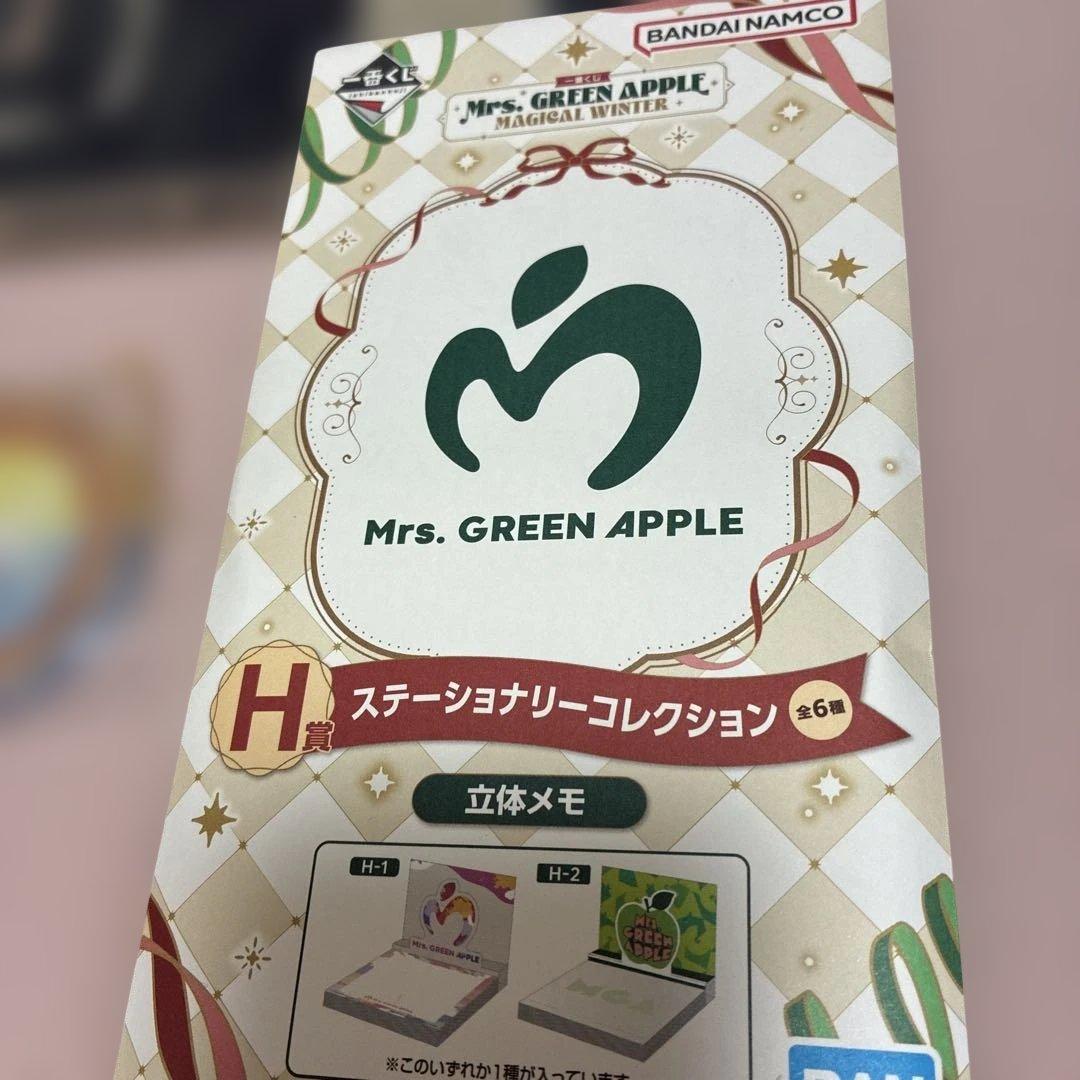 BANDAI NAMCO
一番くじ
一番くじ
Mrs. GREEN APPLE
MAGICAL WINTER
Mrs. GREEN APPLE
H賞
ステーショナリーコレクション
全6種
立体メモ
H-1
H-2
Mrs. GREEN APPLE
MRS.
GREEN
APPLE
MGA
※このいずれか1種が入っています